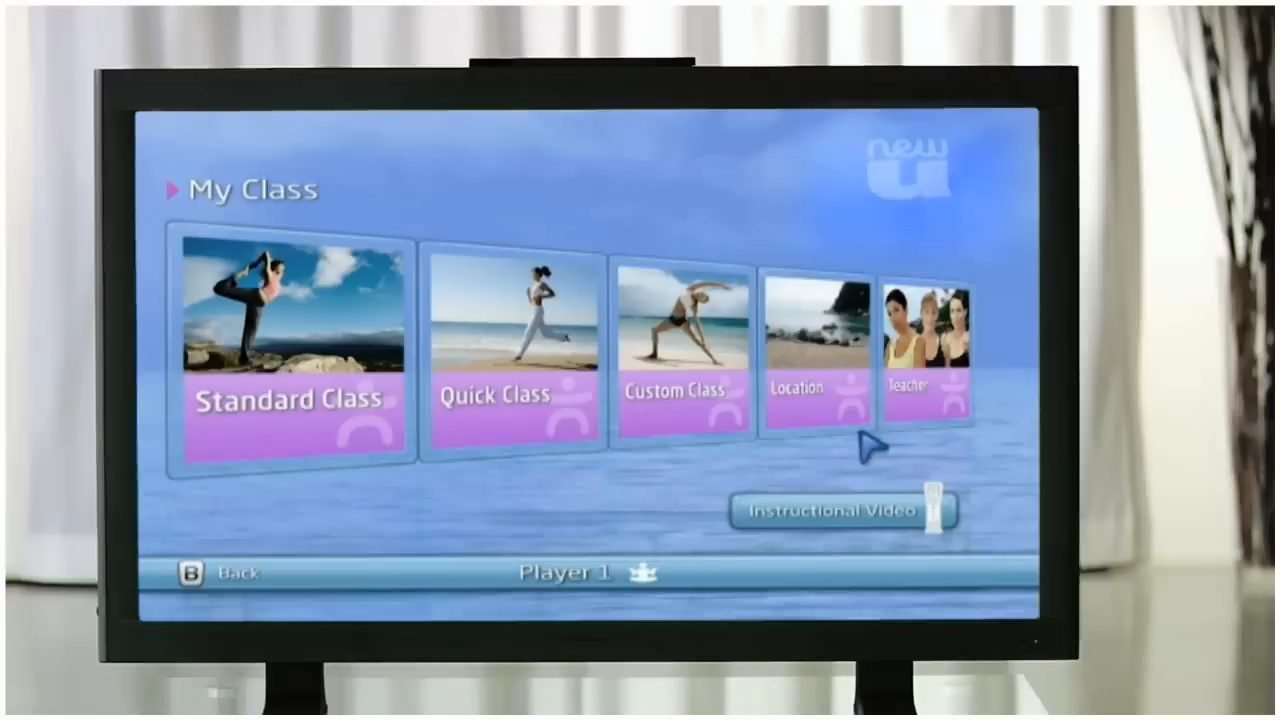 new
u
My Class
Standard Class
Quick Class
Custom Class
Location
Teacher
Instructional Video
B Back
Player 1